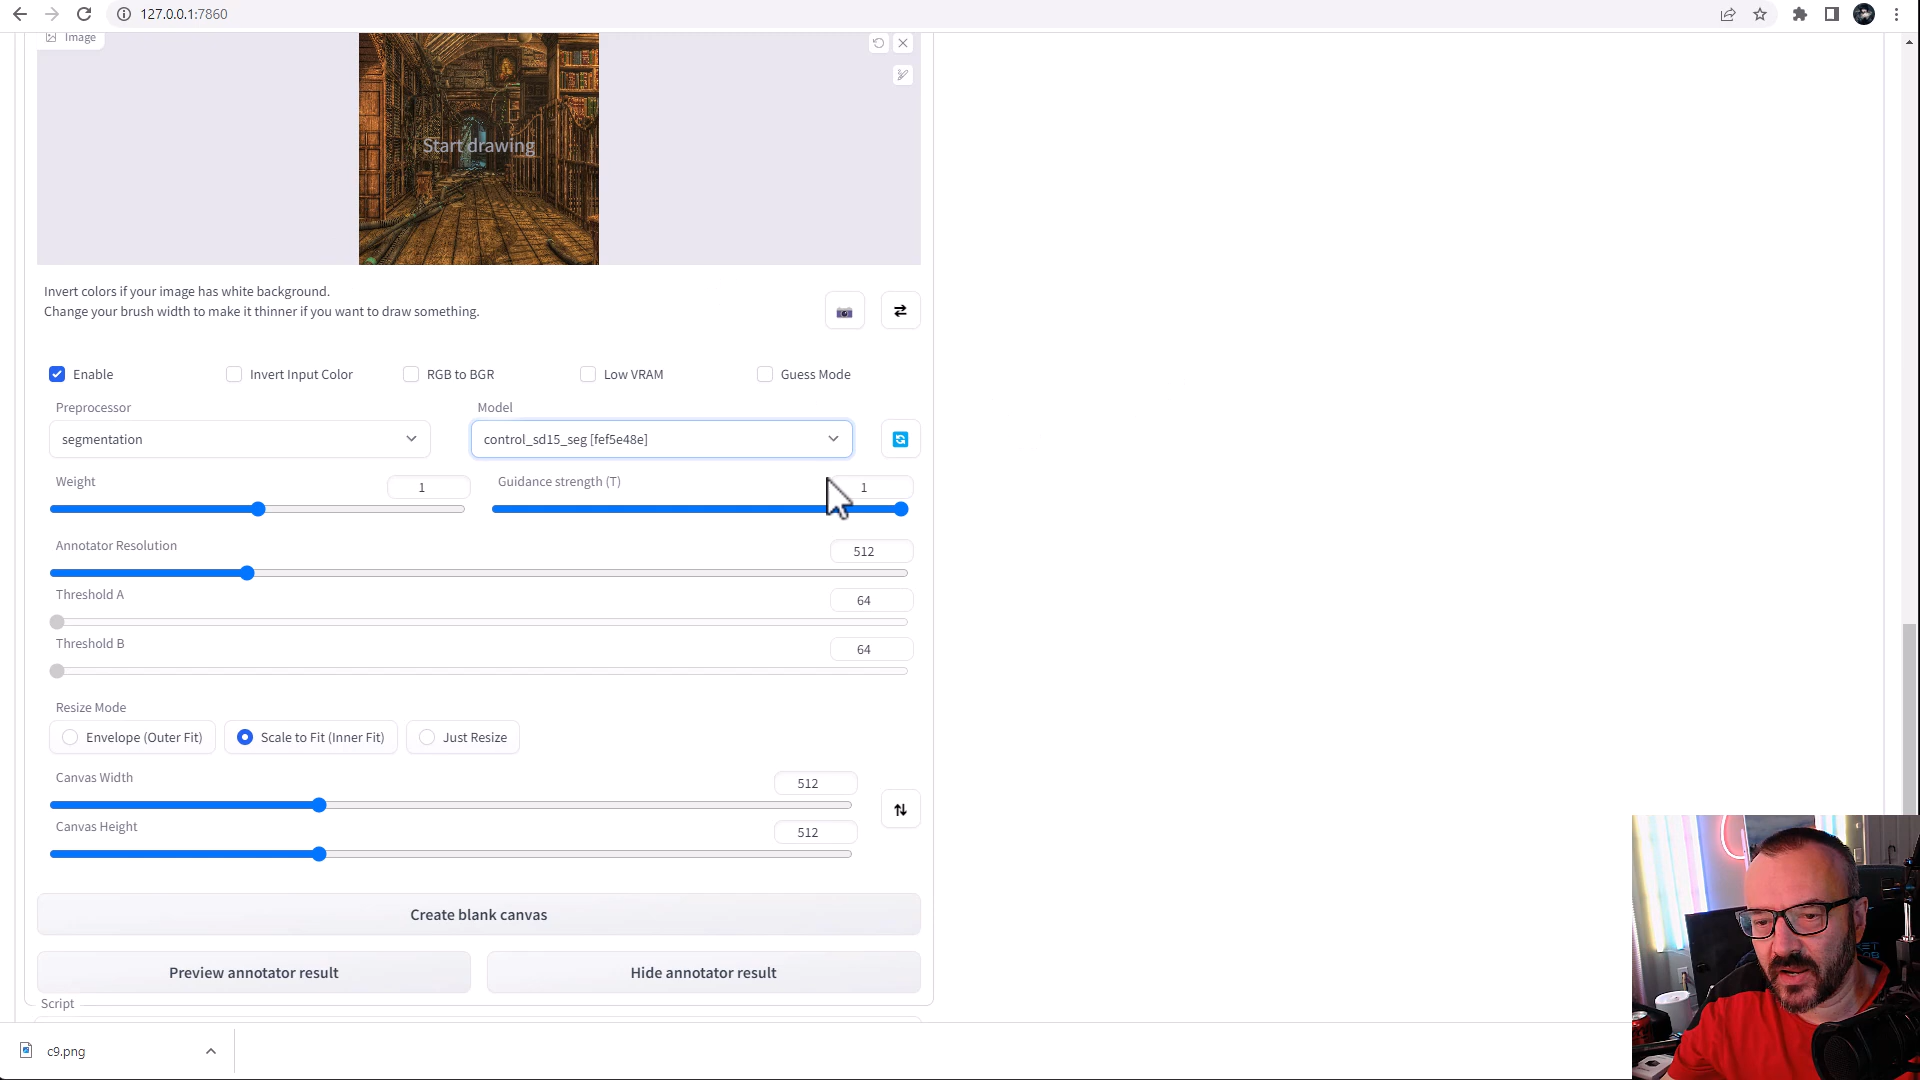 127.0.0.1:7860
Image
Start drawing
Invert colors if your image has white background.
Change your brush width to make it thinner if you want to draw something.
Enable
Invert Input Color
RGB to BGR
Low VRAM
Guess Mode
Preprocessor
Model
segmentation
control_sd15_seg [fef5e48e]
Weight
1
Guidance strength (T)
1
Annotator Resolution
512
Threshold A
64
Threshold B
64
Resize Mode
Envelope (Outer Fit)
Scale to Fit (Inner Fit)
Just Resize
Canvas Width
512
Canvas Height
512
Create blank canvas
Preview annotator result
Hide annotator result
Script
c9.png